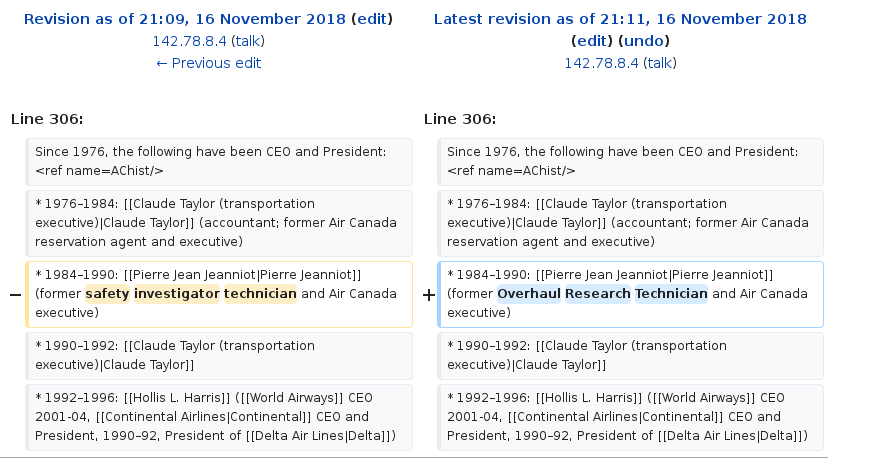 Revision as of 21:09, 16 November 2018 (edit)
142.78.8.4 (talk)
← Previous edit
Latest revision as of 21:11, 16 November 2018
(edit) (undo)
142.78.8.4 (talk)
Line 306:
Line 306:
Since 1976, the following have been CEO and President:
<ref name=AChist/>
Since 1976, the following have been CEO and President:
<ref name=AChist/>
* 1976–1984: [[Claude Taylor (transportation
executive)|Claude Taylor]] (accountant; former Air Canada
reservation agent and executive)
* 1976–1984: [[Claude Taylor (transportation
executive)|Claude Taylor]] (accountant; former Air Canada
reservation agent and executive)
− * 1984–1990: [[Pierre Jean Jeanniot|Pierre Jeanniot]]
(former safety investigator technician and Air Canada
executive)
+ * 1984–1990: [[Pierre Jean Jeanniot|Pierre Jeanniot]]
(former Overhaul Research Technician and Air Canada
executive)
* 1990–1992: [[Claude Taylor (transportation
executive)|Claude Taylor]]
* 1990–1992: [[Claude Taylor (transportation
executive)|Claude Taylor]]
* 1992–1996: [[Hollis L. Harris]] ([[World Airways]] CEO
2001-04, [[Continental Airlines|Continental]] CEO and
President, 1990–92, President of [[Delta Air Lines|Delta]])
* 1992–1996: [[Hollis L. Harris]] ([[World Airways]] CEO
2001-04, [[Continental Airlines|Continental]] CEO and
President, 1990–92, President of [[Delta Air Lines|Delta]])